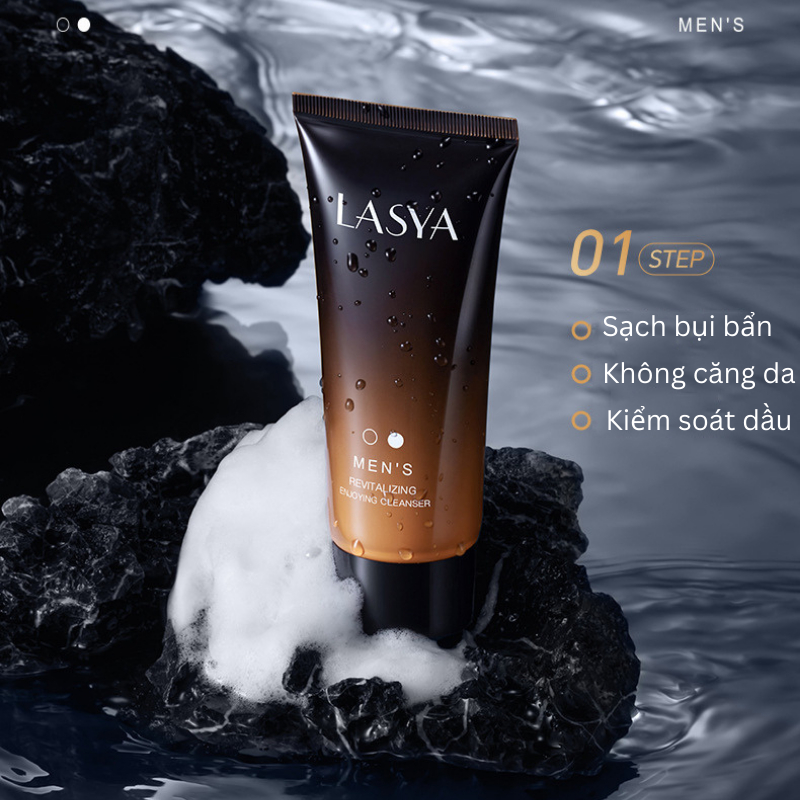 MEN'S
LASYA
01 STEP
Sạch bụi bẩn
Không căng da
Kiểm soát dầu
MEN'S
REVITALIZING
ENJOYING CLEANSER